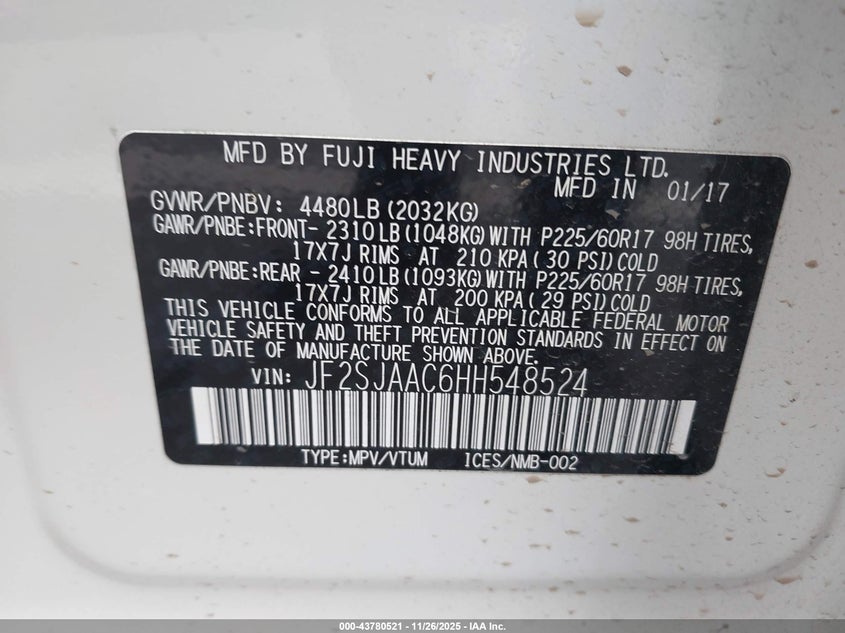 MFD BY FUJI HEAVY INDUSTRIES LTD.
MFD IN 01/17
GVWR/PNBV: 4480LB(2032KG)
GAWR/PNBE:FRONT-2310LB(1048KG)WITH P225/60R17 98H TIRES,
17X7J RIMS AT 210 KPA(30 PSI)COLD
GAWR/PNBE:REAR -2410LB(1093KG)WITH P225/60R17 98H TIRES,
17X7J RIMS AT 200 KPA(29 PSI)COLD
THIS VEHICLE CONFORMS TO ALL APPLICABLE FEDERAL MOTOR
VEHICLE SAFETY AND THEFT PREVENTION STANDARDS IN EFFECT ON
THE DATE OF MANUFACTURE SHOWN ABOVE.
VIN: JF2SJAAC6HH548524
TYPE:MPV/VTUM ICES/NMB-002
000-43780521 - 11/26/2025 - IAA Inc.